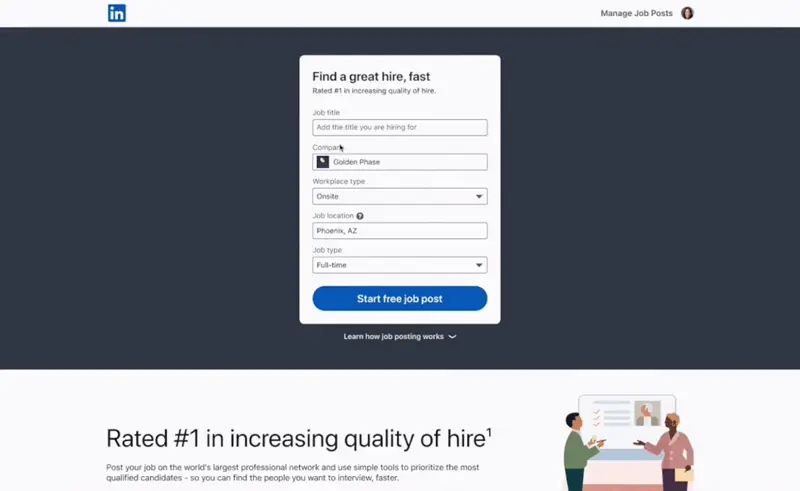 in
Manage Job Posts
Find a great hire, fast
Rated #1 in increasing quality of hire.
Job title
Add the title you are hiring for
Company
Golden Phase
Workplace type
Onsite
Job location ?
Phoenix, AZ
Job type
Full-time
Start free job post
Learn how job posting works
Rated #1 in increasing quality of hire¹
Post your job on the world's largest professional network and use simple tools to prioritize the most
qualified candidates - so you can find the people you want to interview, faster.